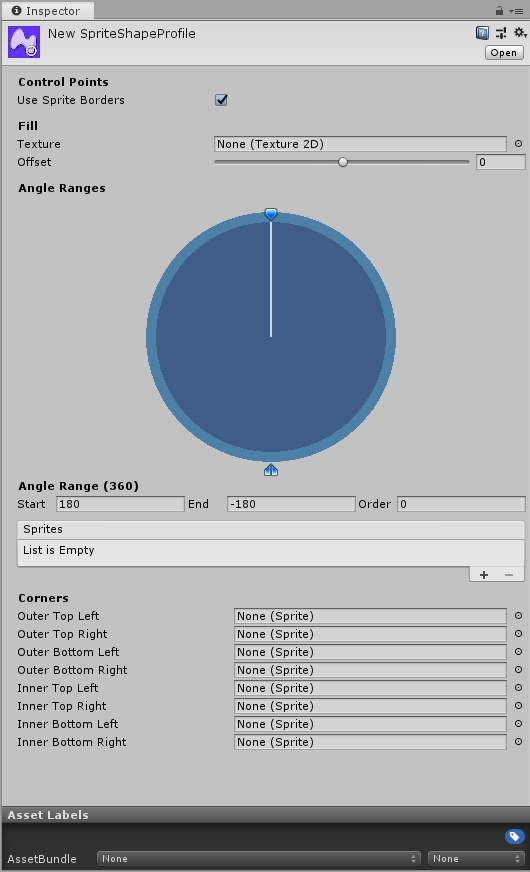 Inspector
New SpriteShapeProfile
Open
Control Points
Use Sprite Borders
Fill
Texture None (Texture 2D)
Offset 0
Angle Ranges
Angle Range (360)
Start 180 End -180 Order 0
Sprites
List is Empty
Corners
Outer Top Left None (Sprite)
Outer Top Right None (Sprite)
Outer Bottom Left None (Sprite)
Outer Bottom Right None (Sprite)
Inner Top Left None (Sprite)
Inner Top Right None (Sprite)
Inner Bottom Left None (Sprite)
Inner Bottom Right None (Sprite)
Asset Labels
AssetBundle None None